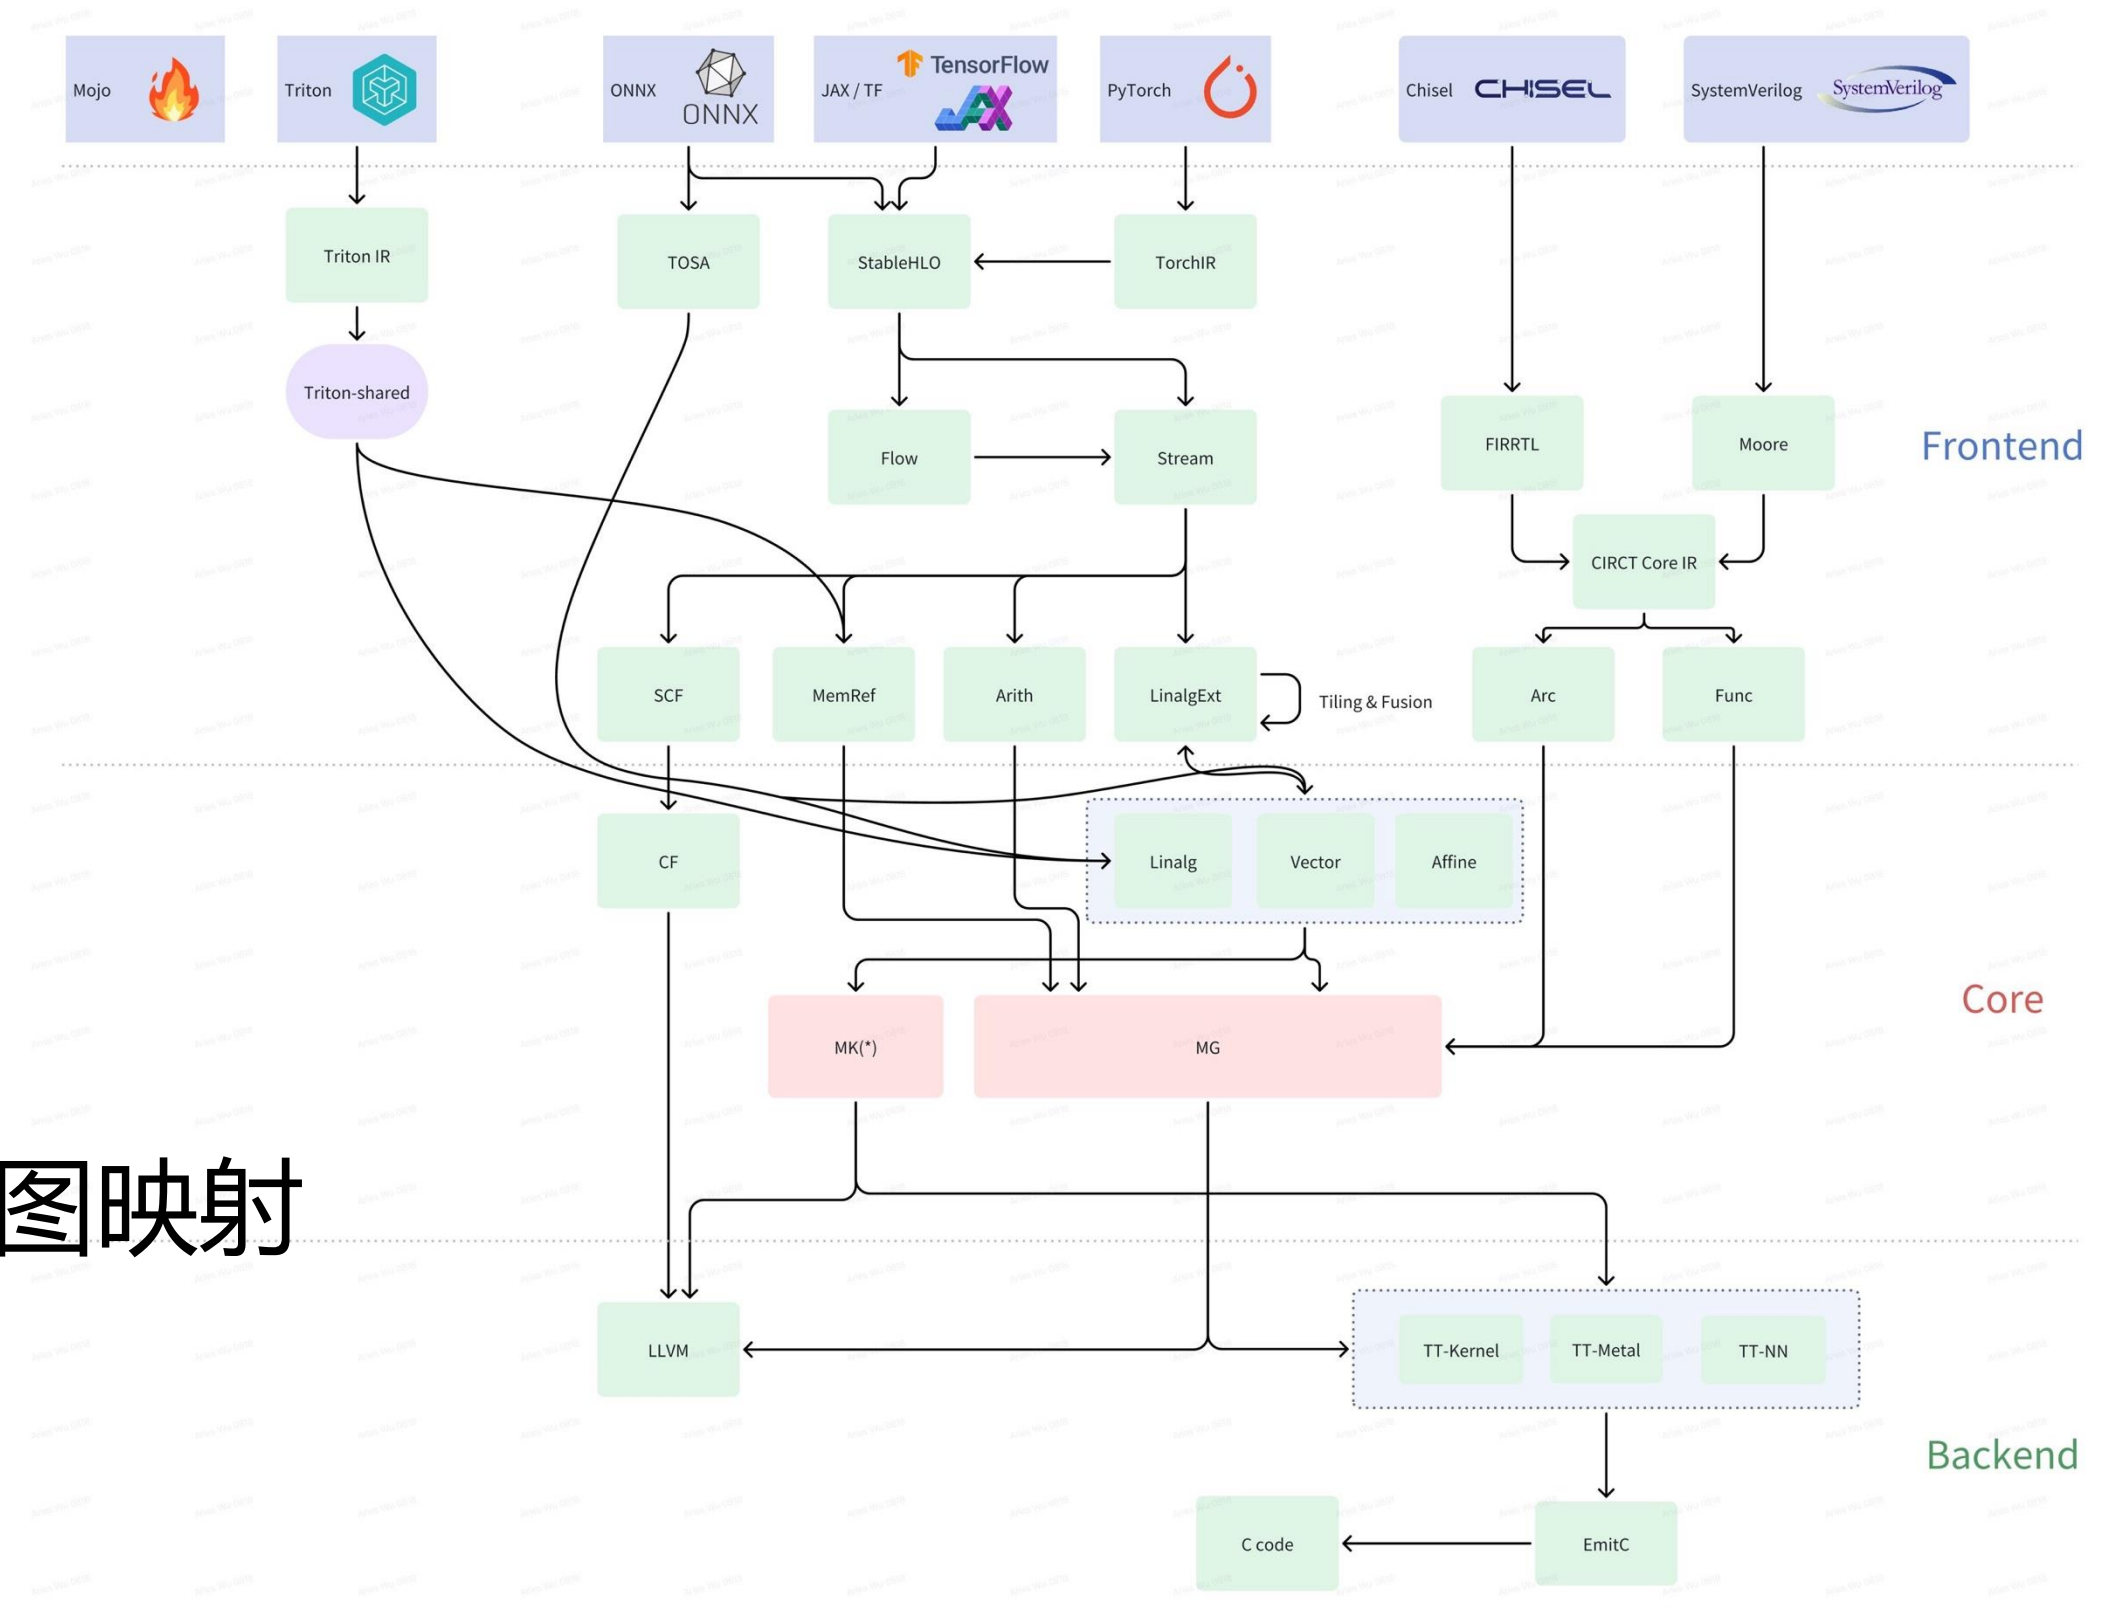 Mojo
Triton
ONNX
ONNX
JAX / TF
TensorFlow
JAX
PyTorch
Chisel
CHISEL
SystemVerilog
SystemVerilog
Triton IR
TOSA
StableHLO
TorchIR
Triton-shared
Flow
Stream
FIRRTL
Moore
Frontend
CIRCT Core IR
SCF
MemRef
Arith
LinalgExt
Tiling & Fusion
Arc
Func
CF
Linalg
Vector
Affine
Core
MK(*)
MG
图映射
LLVM
TT-Kernel
TT-Metal
TT-NN
Backend
C code
EmitC